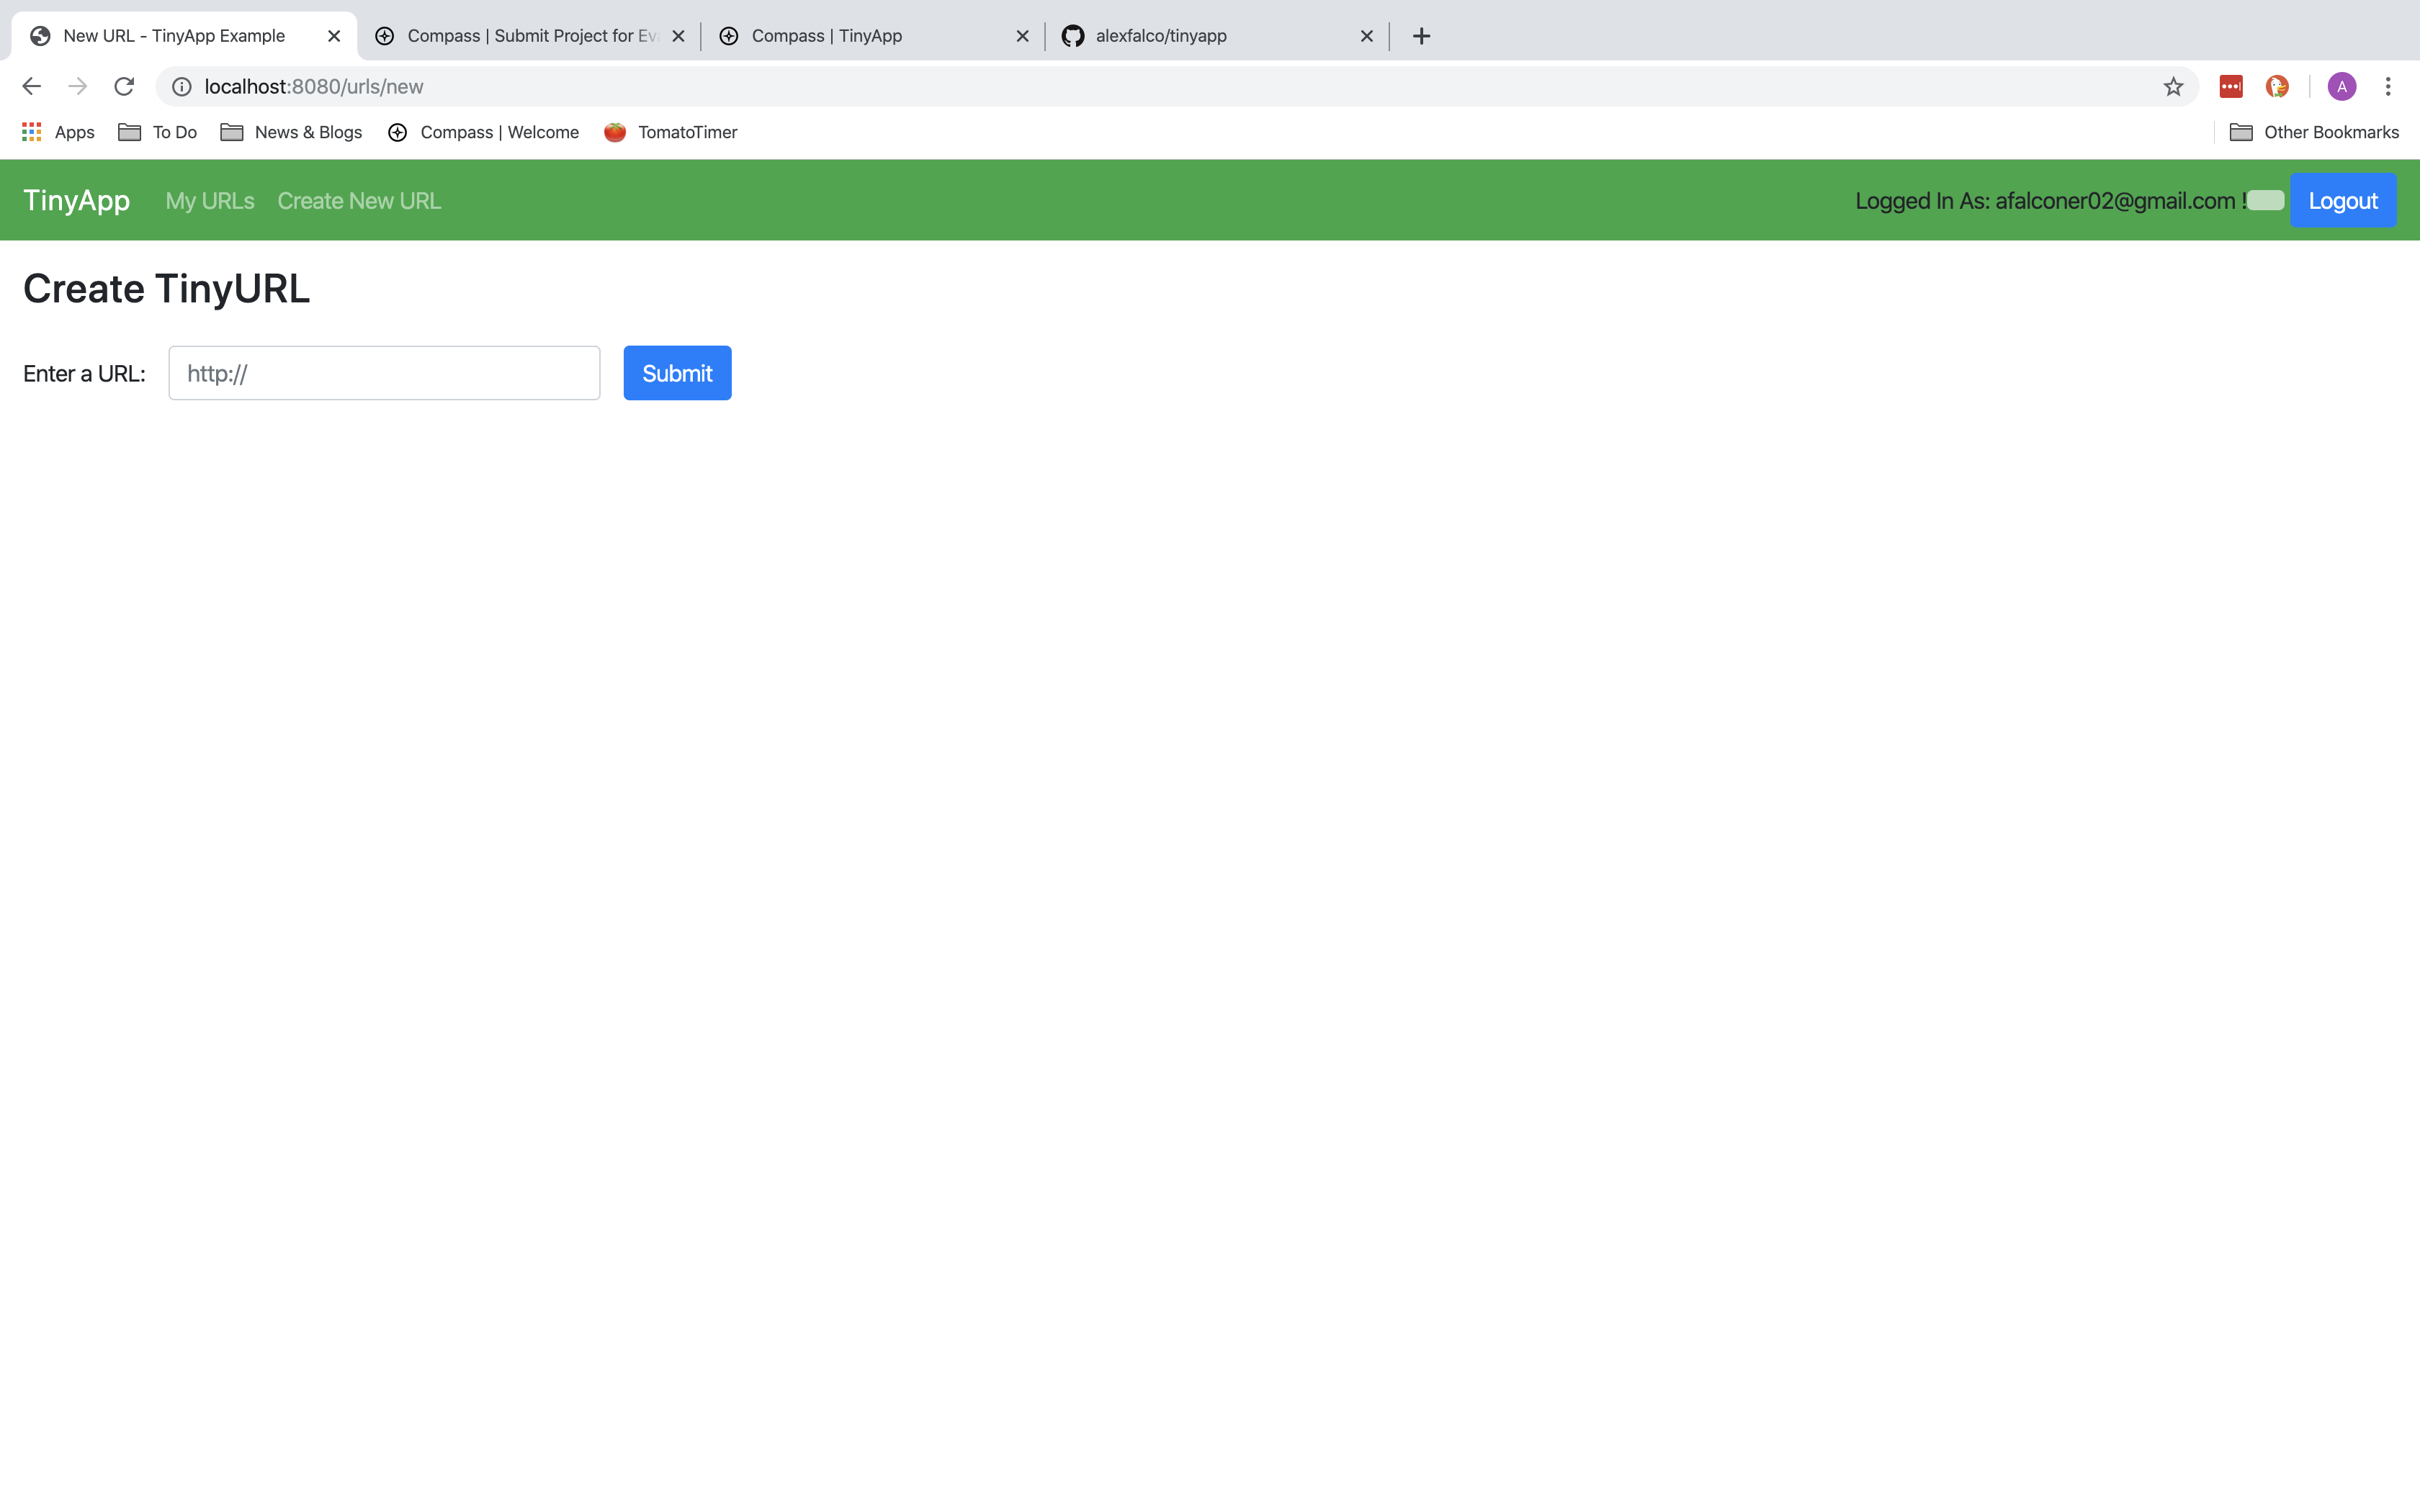 New URL - TinyApp Example
Compass | Submit Project for Ev
Compass | TinyApp
alexfalco/tinyapp
localhost:8080/urls/new
A
Apps
To Do
News & Blogs
Compass | Welcome
TomatoTimer
Other Bookmarks
TinyApp
My URLs
Create New URL
Logged In As: afalconer02@gmail.com !
Logout
Create TinyURL
Enter a URL:
http://
Submit